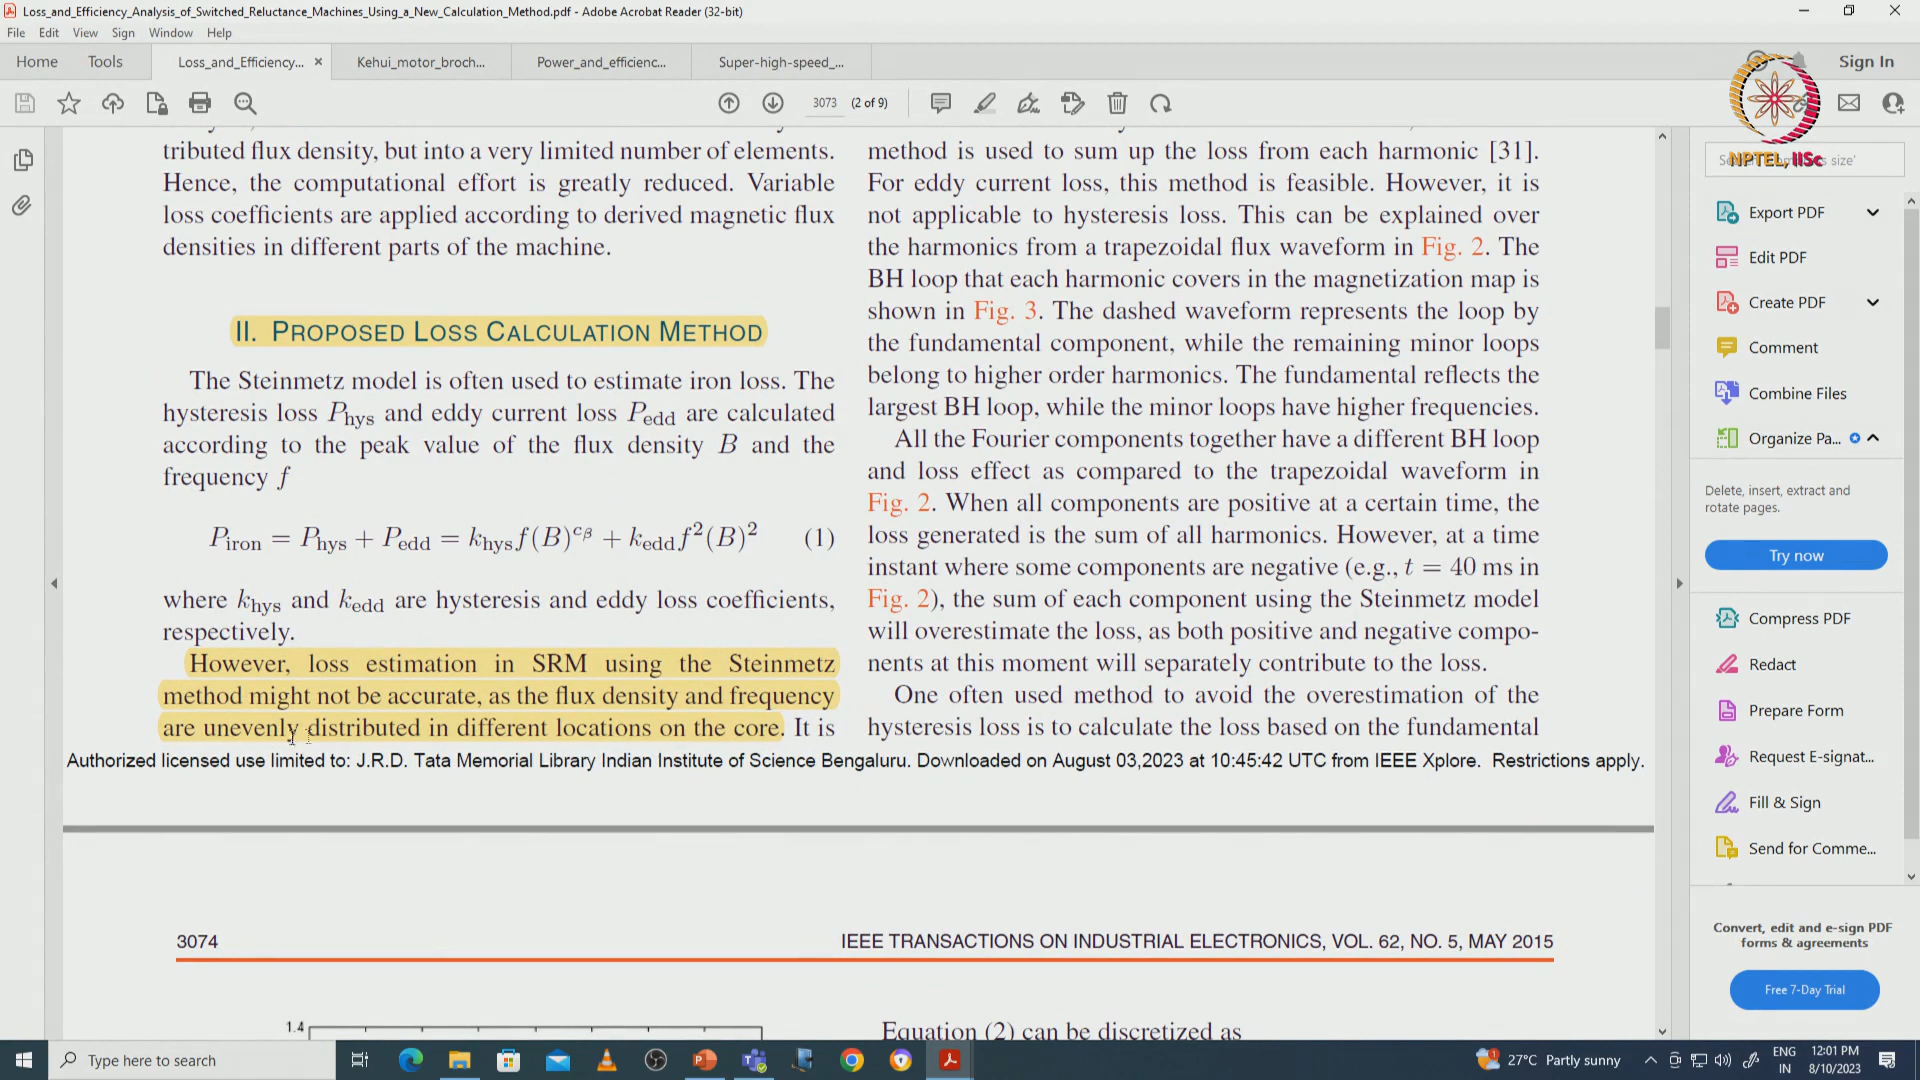 Loss_and_Efficiency_Analysis_of_Switched_Reluctance_Machines_Using_a_New_Calculation_Method.pdf - Adobe Acrobat Reader (32-bit)
File Edit View Sign Window Help
Home Tools Loss_and_Efficiency... Kehui_motor_broch... Power_and_efficienc... Super-high-speed_... Sign In
3073 (2 of 9)
NPTEL, IISc
tributed flux density, but into a very limited number of elements.
Hence, the computational effort is greatly reduced. Variable
loss coefficients are applied according to derived magnetic flux
densities in different parts of the machine.
II. PROPOSED LOSS CALCULATION METHOD
The Steinmetz model is often used to estimate iron loss. The
hysteresis loss P_hys and eddy current loss P_edd are calculated
according to the peak value of the flux density B and the
frequency f
P_iron = P_hys + P_edd = k_hys f(B)^{c_β} + k_edd f²(B)² (1)
where k_hys and k_edd are hysteresis and eddy loss coefficients,
respectively.
However, loss estimation in SRM using the Steinmetz
method might not be accurate, as the flux density and frequency
are unevenly distributed in different locations on the core. It is
method is used to sum up the loss from each harmonic [31].
For eddy current loss, this method is feasible. However, it is
not applicable to hysteresis loss. This can be explained over
the harmonics from a trapezoidal flux waveform in Fig. 2. The
BH loop that each harmonic covers in the magnetization map is
shown in Fig. 3. The dashed waveform represents the loop by
the fundamental component, while the remaining minor loops
belong to higher order harmonics. The fundamental reflects the
largest BH loop, while the minor loops have higher frequencies.
All the Fourier components together have a different BH loop
and loss effect as compared to the trapezoidal waveform in
Fig. 2. When all components are positive at a certain time, the
loss generated is the sum of all harmonics. However, at a time
instant where some components are negative (e.g., t = 40 ms in
Fig. 2), the sum of each component using the Steinmetz model
will overestimate the loss, as both positive and negative compo-
nents at this moment will separately contribute to the loss.
One often used method to avoid the overestimation of the
hysteresis loss is to calculate the loss based on the fundamental
Authorized licensed use limited to: J.R.D. Tata Memorial Library Indian Institute of Science Bengaluru. Downloaded on August 03,2023 at 10:45:42 UTC from IEEE Xplore. Restrictions apply.
3074 IEEE TRANSACTIONS ON INDUSTRIAL ELECTRONICS, VOL. 62, NO. 5, MAY 2015
1.4
Equation (2) can be discretized as
Export PDF
Edit PDF
Create PDF
Comment
Combine Files
Organize Pa...
Delete, insert, extract and
rotate pages.
Try now
Compress PDF
Redact
Prepare Form
Request E-signat...
Fill & Sign
Send for Comme...
Convert, edit and e-sign PDF
forms & agreements
Free 7-Day Trial
Type here to search
27°C Partly sunny
ENG
IN
12:01 PM
8/10/2023